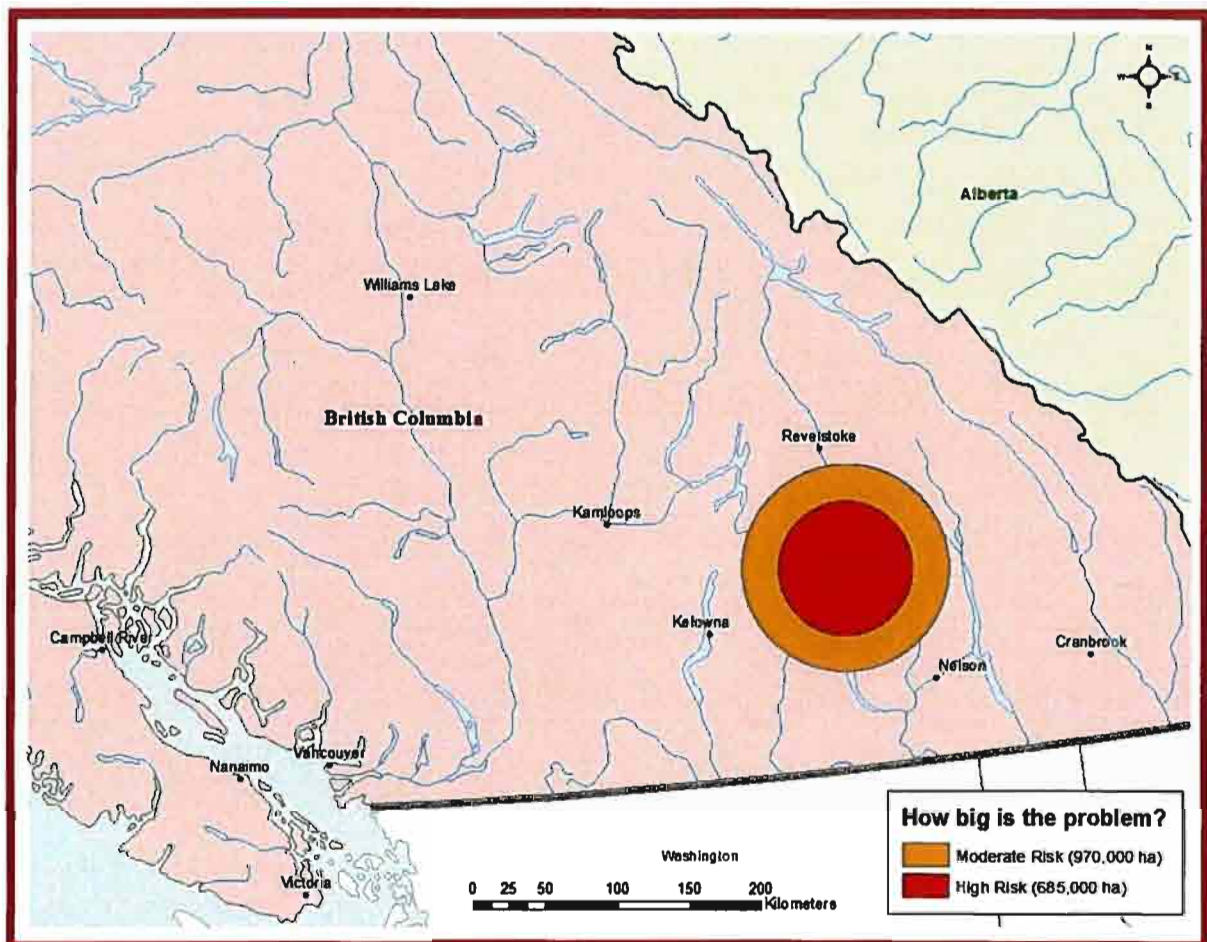 N
W
S
Alberta
Williams Lake
British Columbia
Revelstoke
Kamloops
Kelowna
Campbell River
Cranbrook
Nelson
Vancouver
Nanaimo
Victoria
Washington
0 25 50 100 150 200
Kilometers
How big is the problem?
Moderate Risk (970,000 ha)
High Risk (685,000 ha)